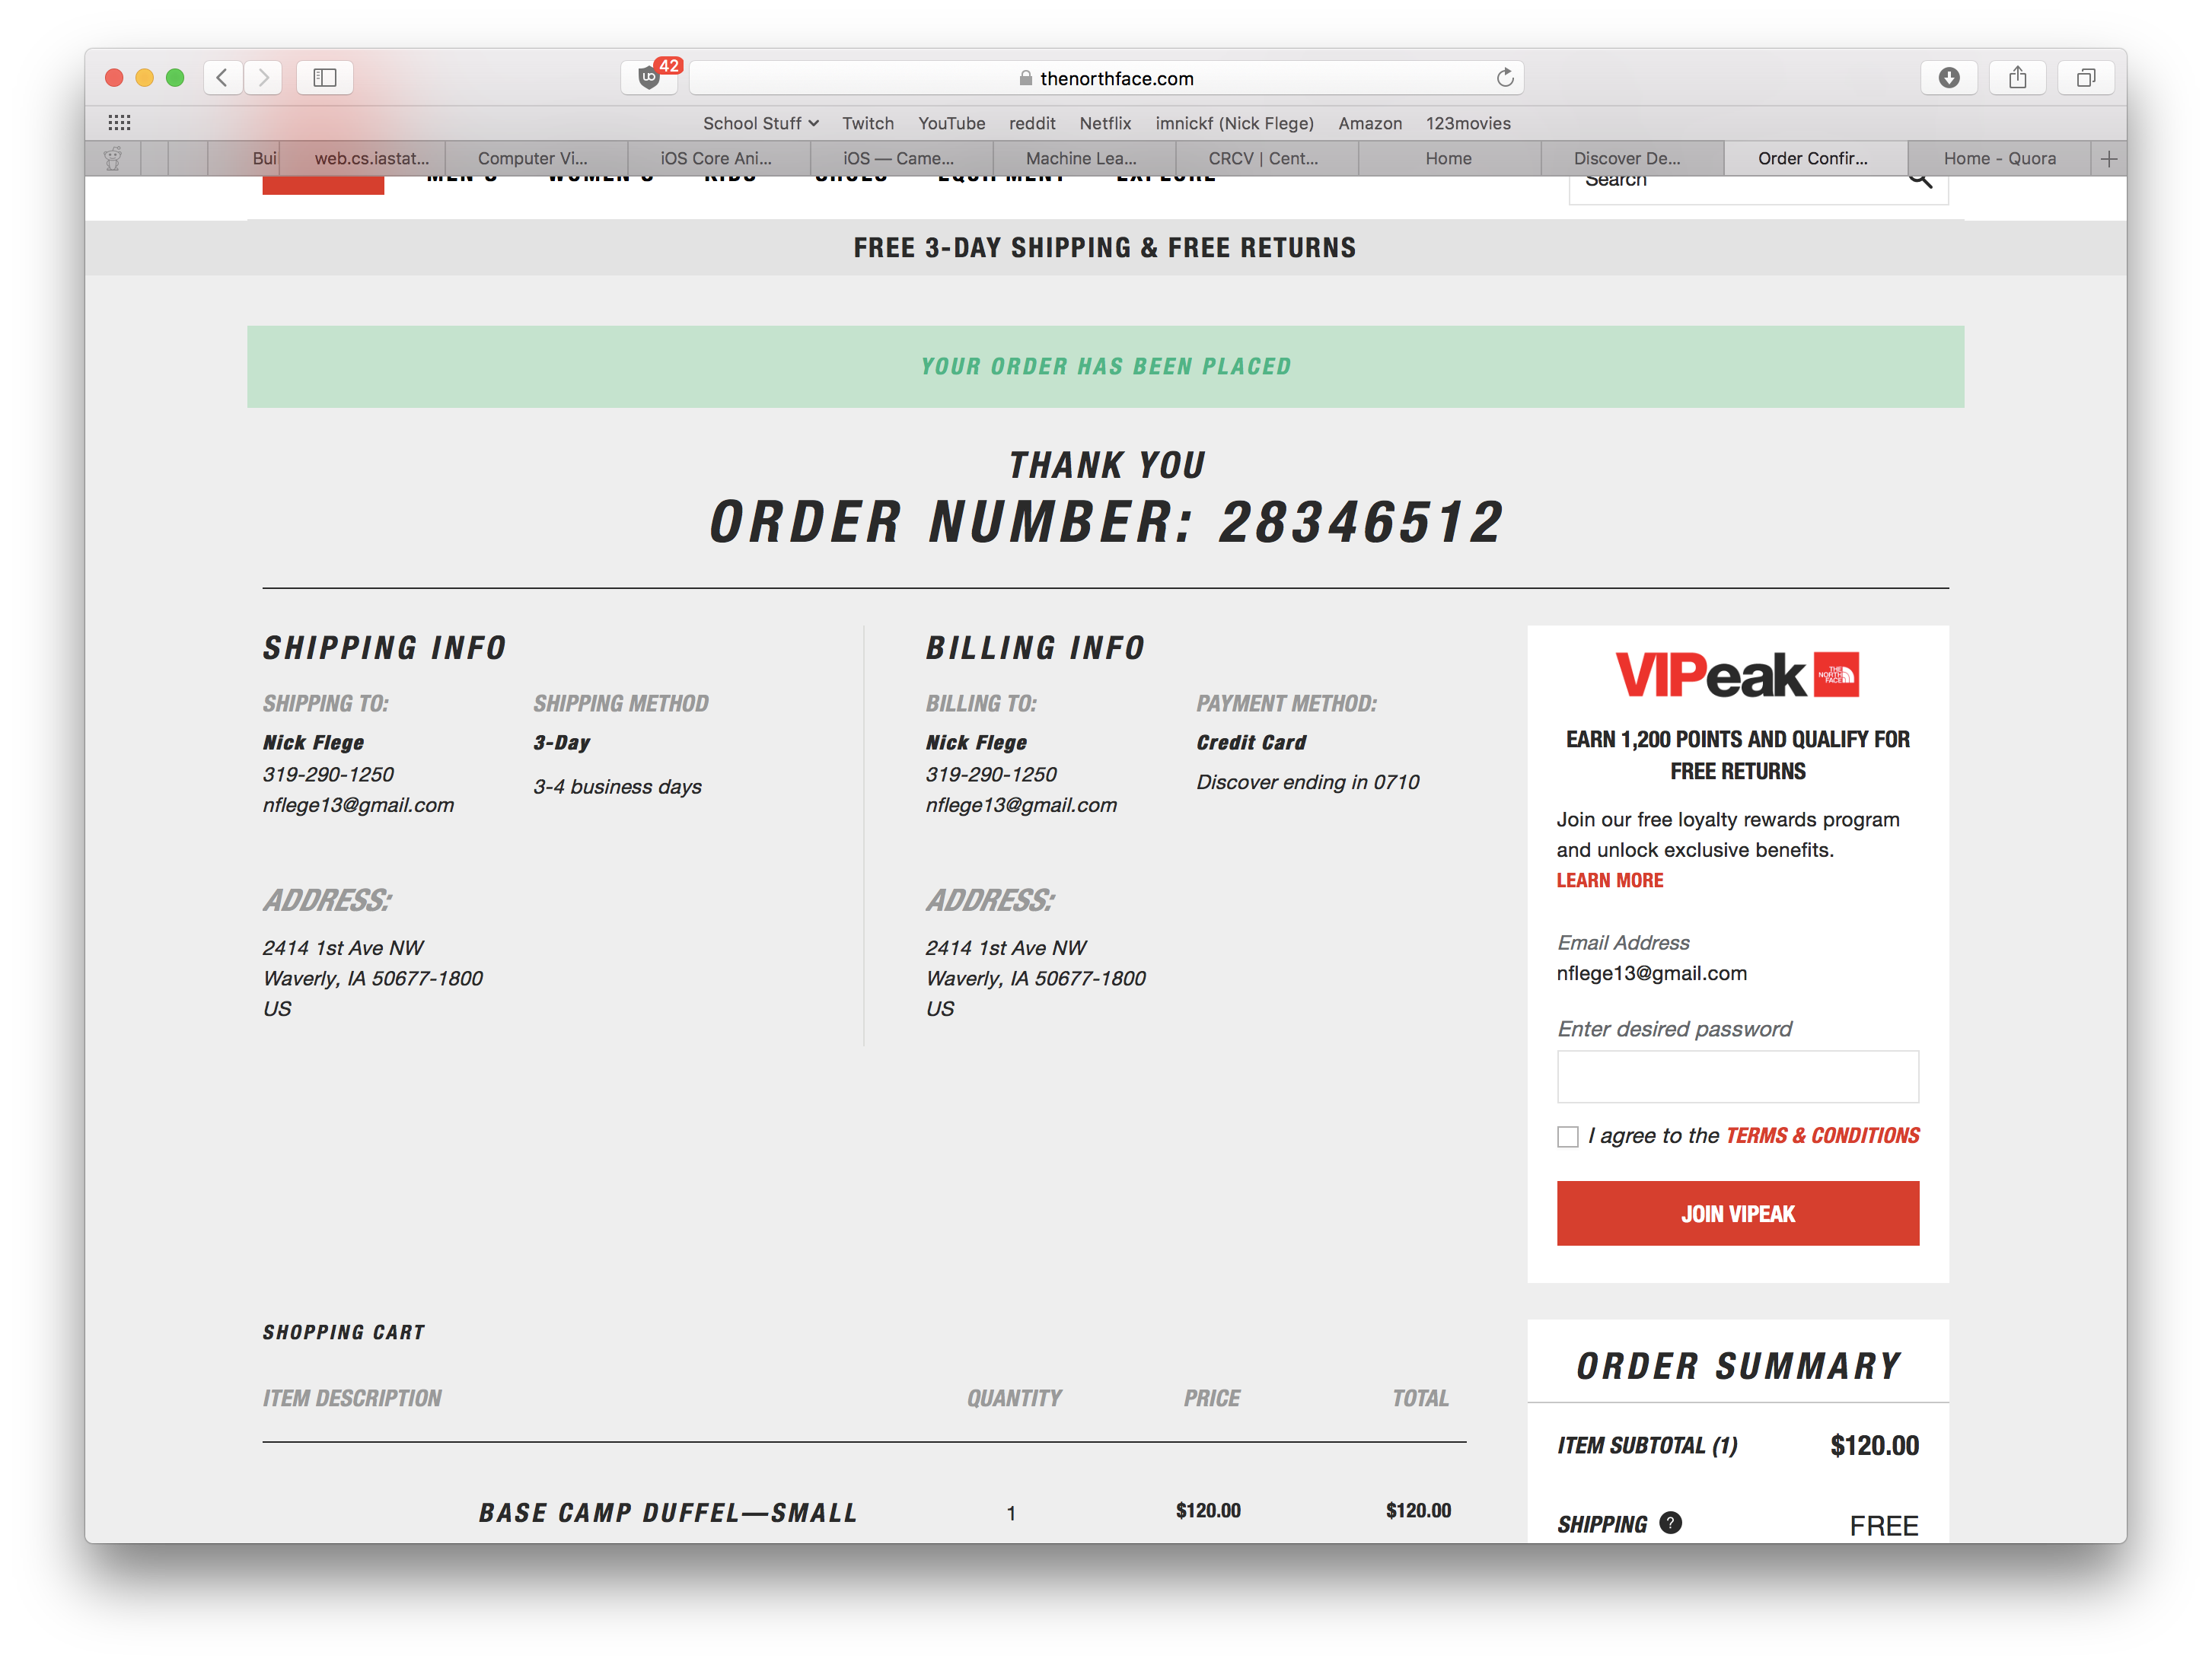 42
thenorthface.com
School Stuff Twitch YouTube reddit Netflix imnickf (Nick Flege) Amazon 123movies
Bui web.cs.iastat... Computer Vi... iOS Core Ani... iOS — Came... Machine Lea... CRCV | Cent... Home Discover De... Order Confir... Home - Quora
MEN'S WOMEN'S KIDS SHOES EQUIPMENT EXPLORE Search
FREE 3-DAY SHIPPING & FREE RETURNS
YOUR ORDER HAS BEEN PLACED
THANK YOU
ORDER NUMBER: 28346512
SHIPPING INFO
SHIPPING TO:
Nick Flege
319-290-1250
nflege13@gmail.com
SHIPPING METHOD
3-Day
3-4 business days
ADDRESS:
2414 1st Ave NW
Waverly, IA 50677-1800
US
BILLING INFO
BILLING TO:
Nick Flege
319-290-1250
nflege13@gmail.com
PAYMENT METHOD:
Credit Card
Discover ending in 0710
ADDRESS:
2414 1st Ave NW
Waverly, IA 50677-1800
US
VIPeak THE NORTH FACE
EARN 1,200 POINTS AND QUALIFY FOR
FREE RETURNS
Join our free loyalty rewards program
and unlock exclusive benefits.
LEARN MORE
Email Address
nflege13@gmail.com
Enter desired password
I agree to the TERMS & CONDITIONS
JOIN VIPEAK
SHOPPING CART
ITEM DESCRIPTION QUANTITY PRICE TOTAL
BASE CAMP DUFFEL—SMALL 1 $120.00 $120.00
ORDER SUMMARY
ITEM SUBTOTAL (1) $120.00
SHIPPING ? FREE